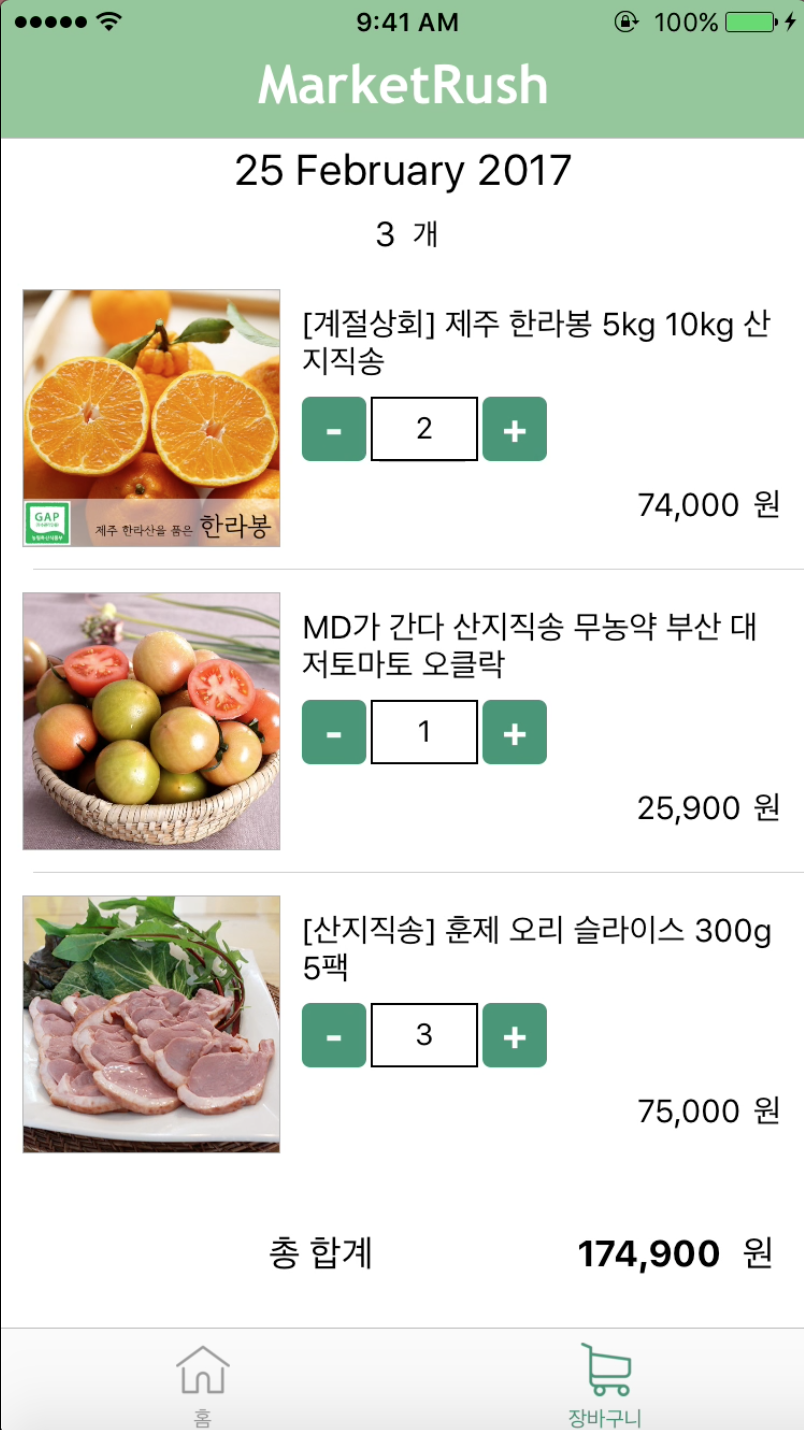 9:41 AM
100%
MarketRush
25 February 2017
3 개
[계절상회] 제주 한라봉 5kg 10kg 산
지직송
- 2 +
74,000 원
GAP
제주 한라산을 품은 한라봉
MD가 간다 산지직송 무농약 부산 대
저토마토 오클락
- 1 +
25,900 원
[산지직송] 훈제 오리 슬라이스 300g
5팩
- 3 +
75,000 원
총 합계 174,900 원
홈
장바구니